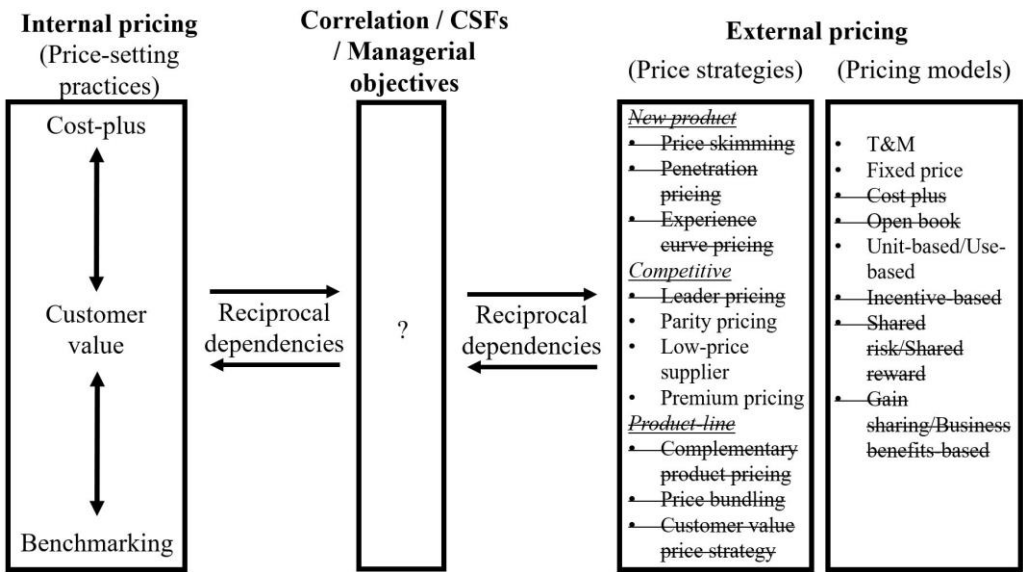 Internal pricing
(Price-setting
practices)
Cost-plus
Customer
value
Benchmarking
Reciprocal
dependencies
Correlation / CSFs
/ Managerial
objectives
?
Reciprocal
dependencies
External pricing
(Price strategies)
New product
• Price skimming
• Penetration
pricing
• Experience
curve pricing
Competitive
• Leader pricing
• Parity pricing
• Low-price
supplier
• Premium pricing
Product-line
• Complementary
product pricing
• Price bundling
• Customer value
price strategy
(Pricing models)
• T&M
• Fixed price
• Cost plus
• Open book
• Unit-based/Use-
based
• Incentive-based
• Shared
risk/Shared
reward
• Gain
sharing/Business
benefits-based